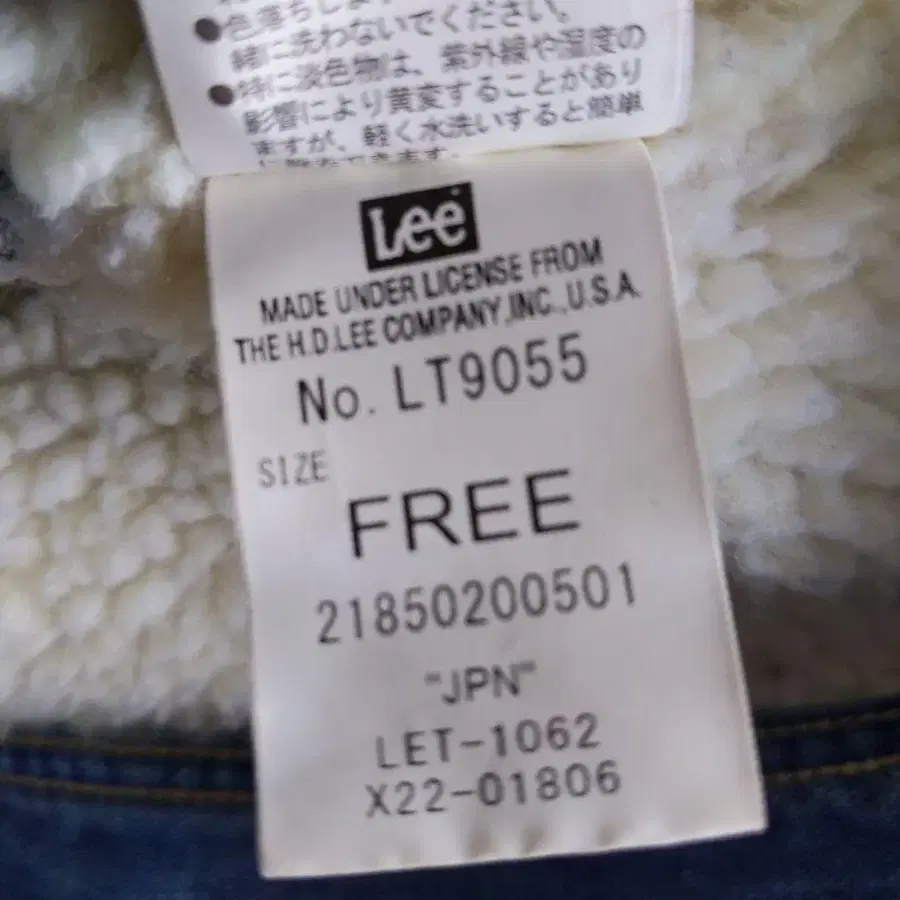 ●色落ちします
緒に洗わないでください。
●特に淡色物は、紫外線や温度の
影響により黄変することがあり
ますが、軽く水洗いすると簡単
Lee
MADE UNDER LICENSE FROM
THE H.D.LEE COMPANY,INC.,U.S.A.
No. LT9055
SIZE
FREE
21850200501
"JPN"
LET-1062
X22-01806